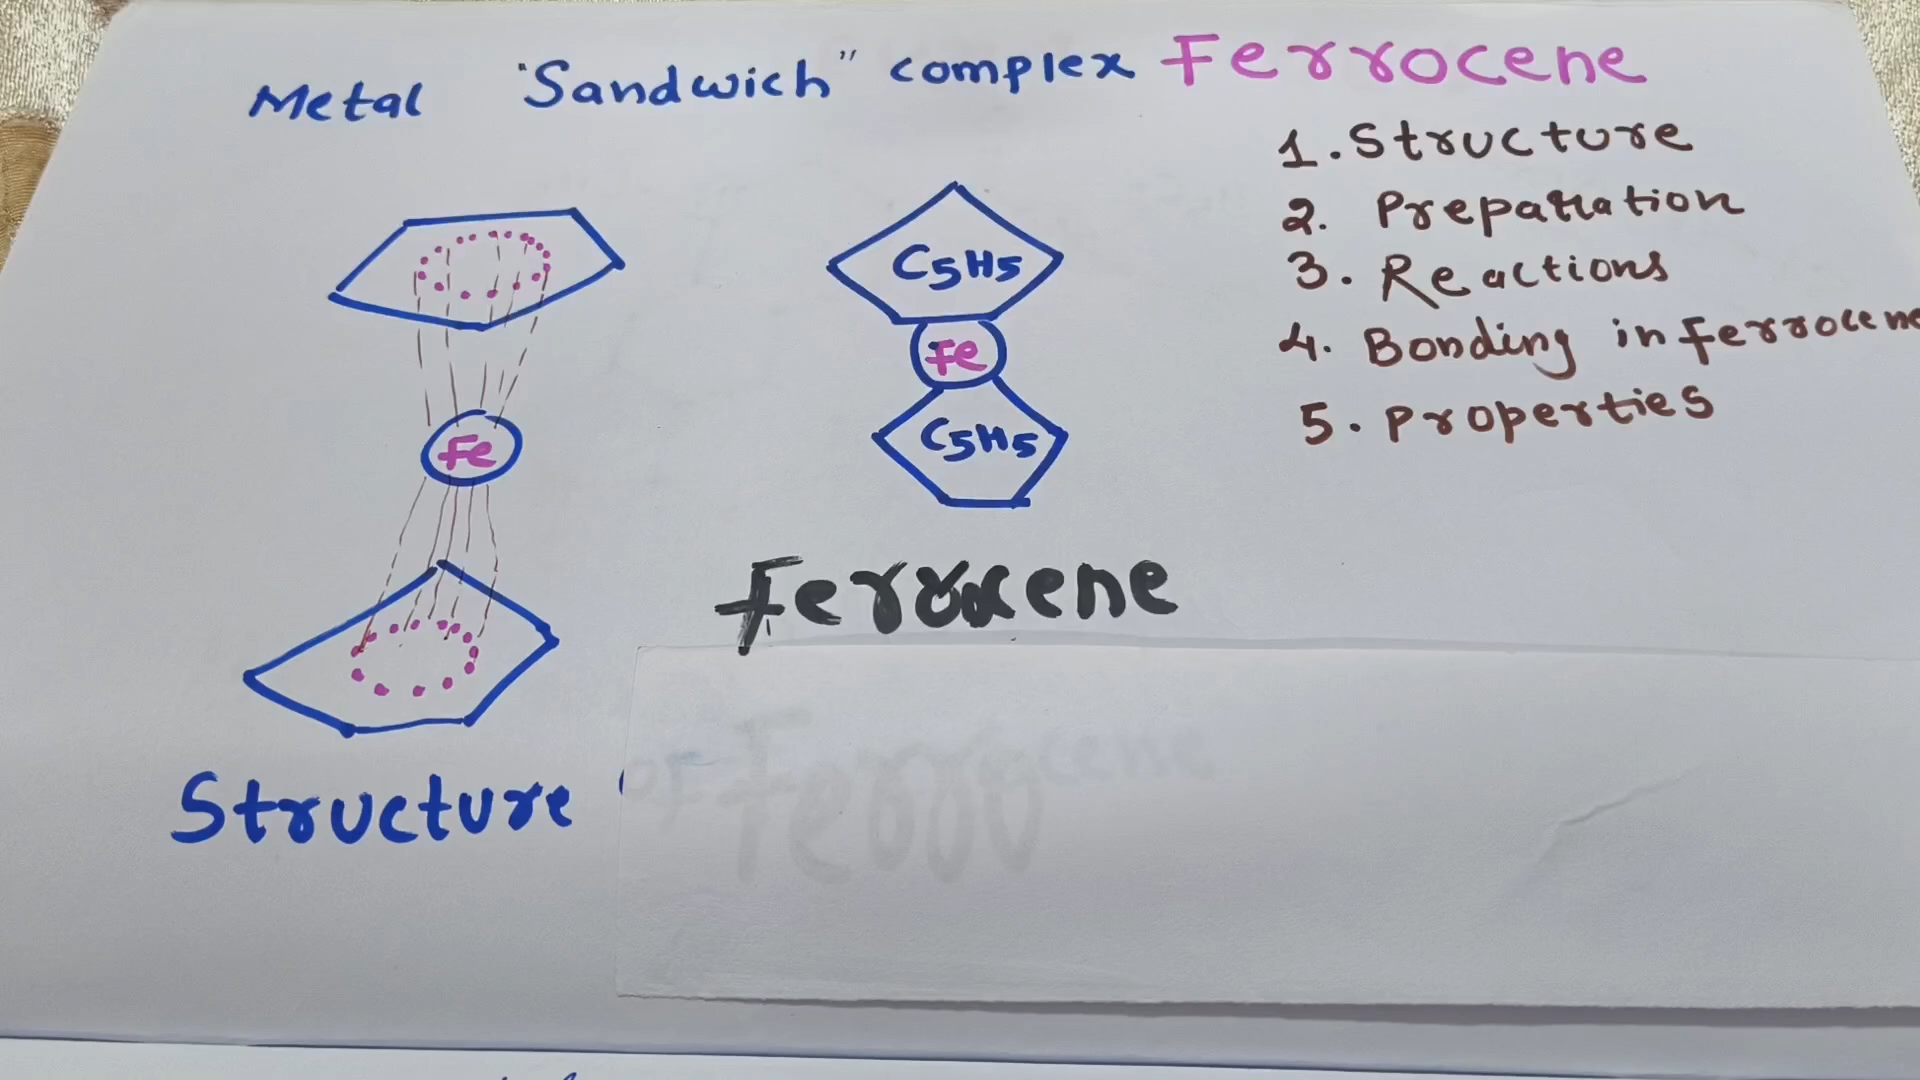 Metal "Sandwich" complex Ferrocene
1. Structure
2. Preparation
3. Reactions
4. Bonding in ferrocene
5. Properties
C5H5
Fe
C5H5
Fe
Ferrocene
Structure